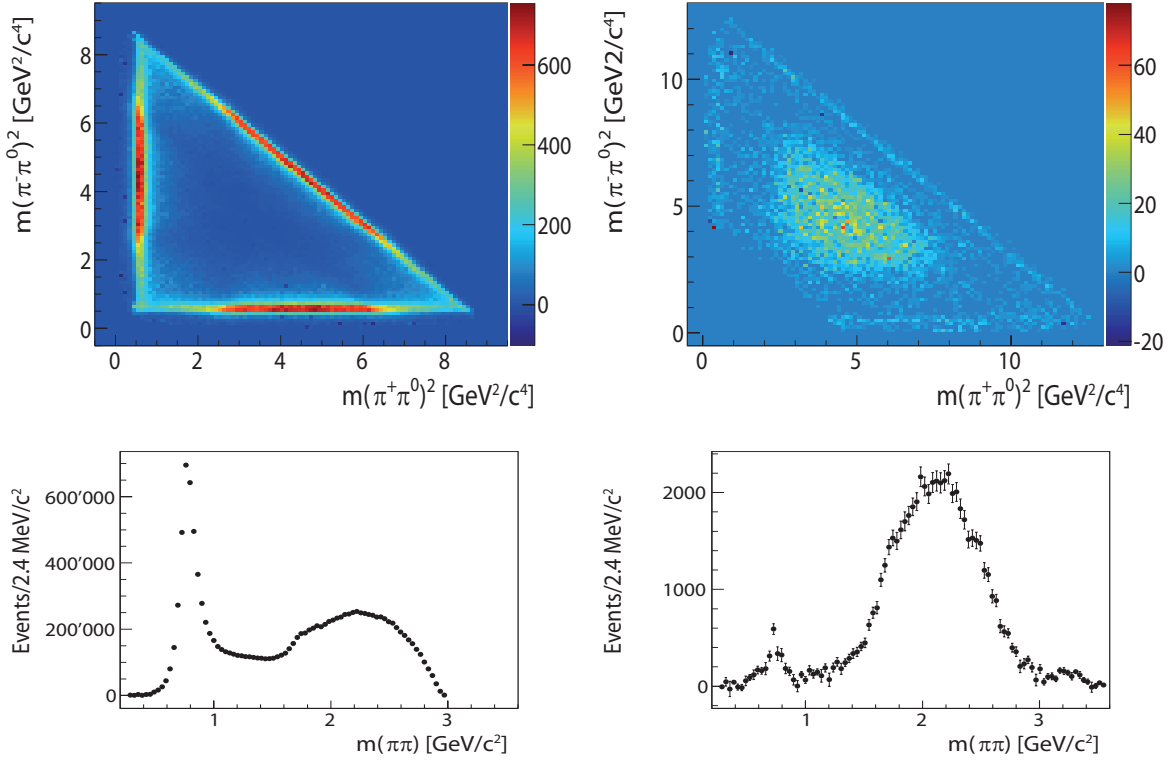 m(π⁻π⁰)² [GeV²/c⁴]
8
6
4
2
0
0 2 4 6 8
m(π⁺π⁰)² [GeV²/c⁴]
600
400
200
0
m(π⁻π⁰)² [GeV2/c⁴]
10
5
0
0 5 10
m(π⁺π⁰)² [GeV²/c⁴]
60
40
20
0
-20
Events/2.4 MeV/c²
600'000
400'000
200'000
0
1 2 3
m(ππ) [GeV/c²]
Events/2.4 MeV/c²
2000
1000
0
1 2 3
m(ππ) [GeV/c²]